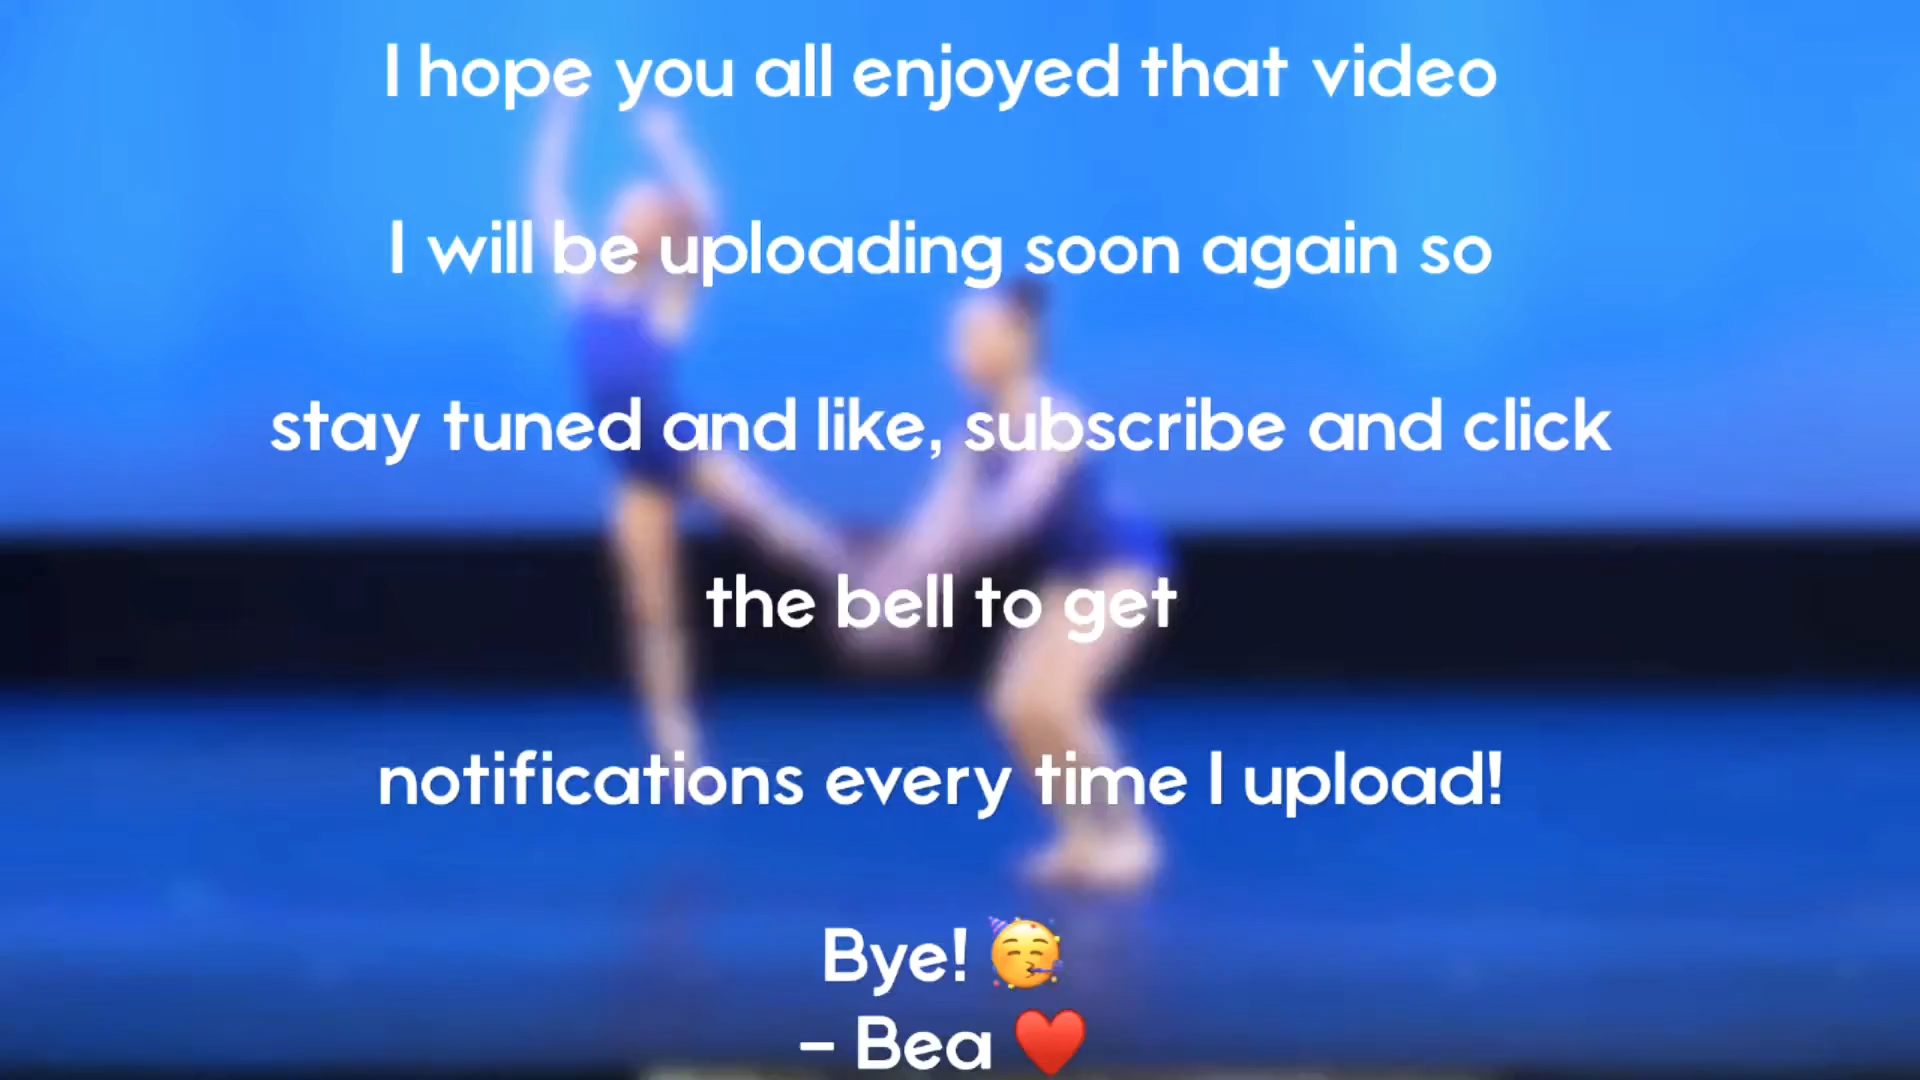 I hope you all enjoyed that video
I will be uploading soon again so
stay tuned and like, subscribe and click
the bell to get
notifications every time I upload!
Bye! 🥳
- Bea ❤️